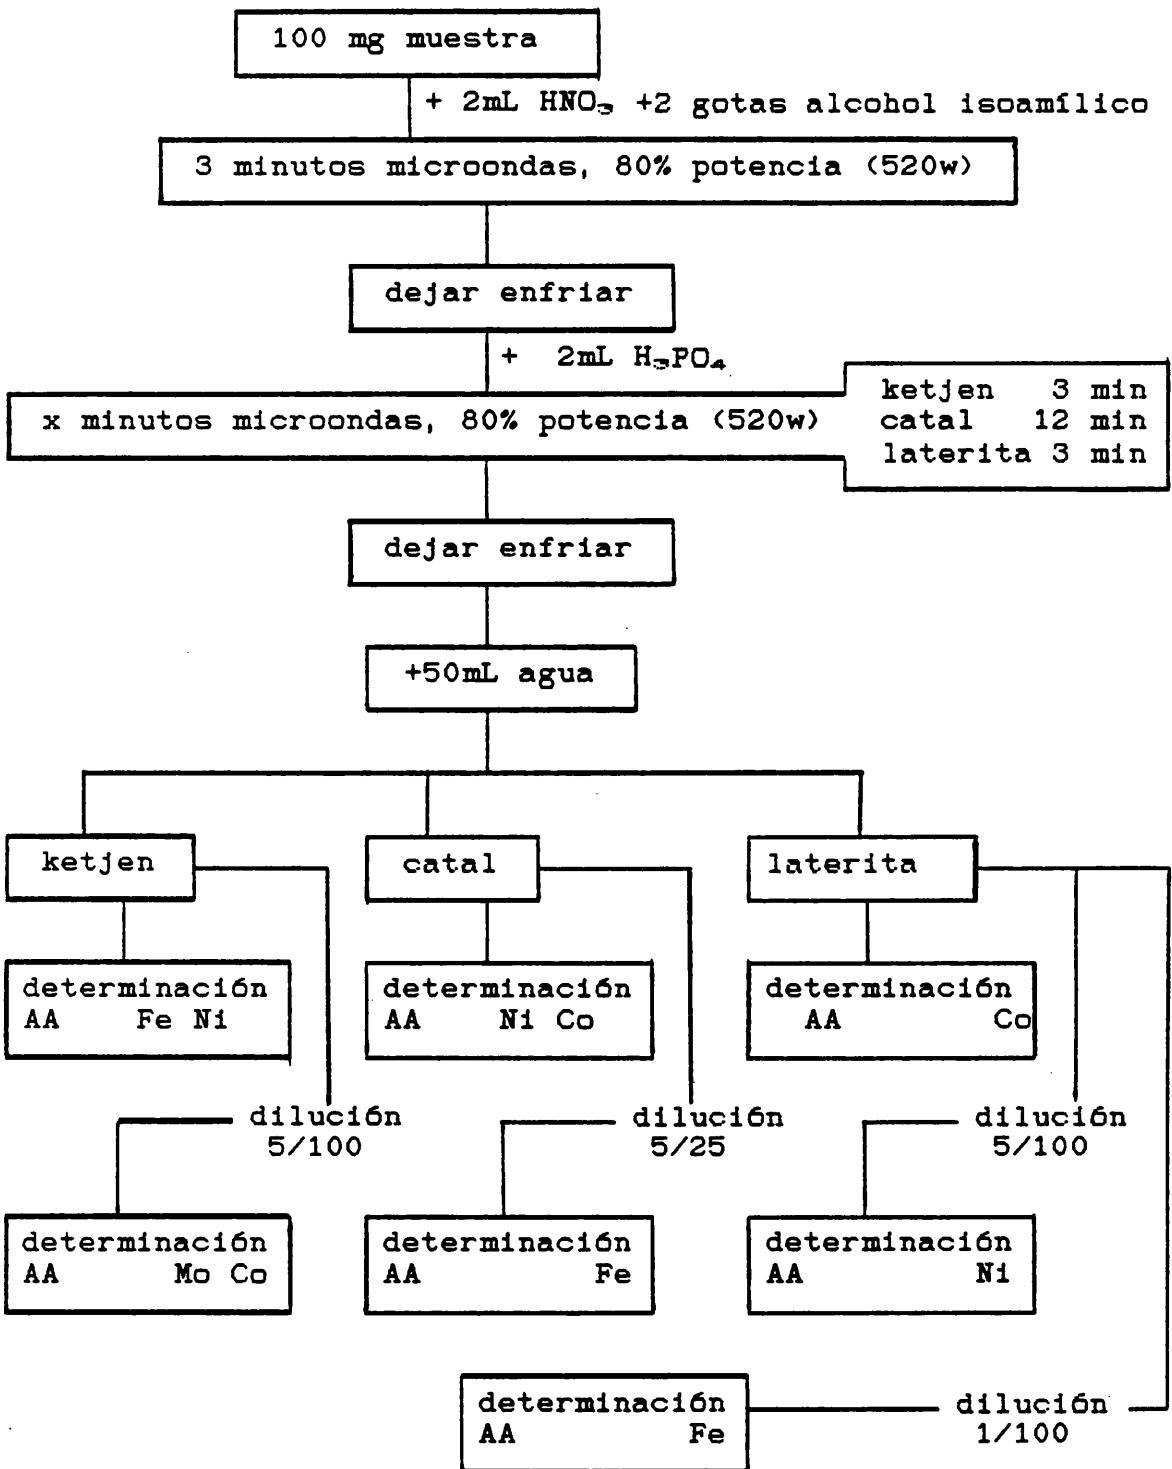 100 mg muestra
+ 2mL HNO₃ +2 gotas alcohol isoamílico
3 minutos microondas, 80% potencia (520w)
dejar enfriar
+ 2mL H₃PO₄
x minutos microondas, 80% potencia (520w)
ketjen 3 min
catal 12 min
laterita 3 min
dejar enfriar
+50mL agua
ketjen
catal
laterita
determinación
AA Fe Ni
determinación
AA Ni Co
determinación
AA Co
dilución
5/100
dilución
5/25
dilución
5/100
determinación
AA Mo Co
determinación
AA Fe
determinación
AA Ni
determinación
AA Fe
dilución
1/100